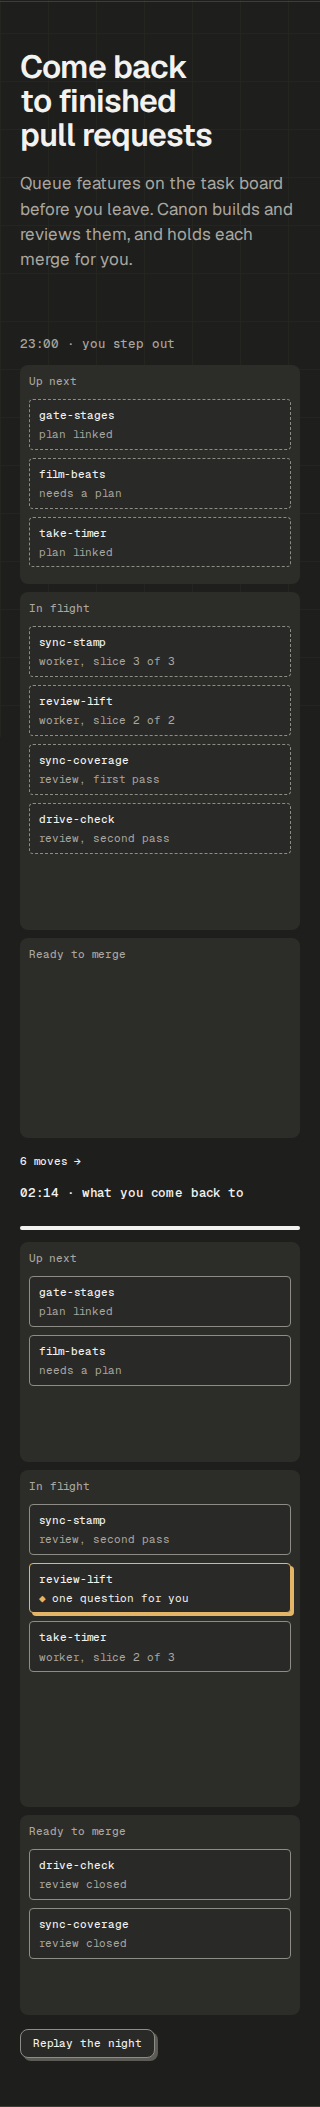 Come back
to finished
pull requests
Queue features on the task board
before you leave. Canon builds and
reviews them, and holds each
merge for you.
23:00 · you step out
Up next
gate-stages
plan linked
film-beats
needs a plan
take-timer
plan linked
In flight
sync-stamp
worker, slice 3 of 3
review-lift
worker, slice 2 of 2
sync-coverage
review, first pass
drive-check
review, second pass
Ready to merge
6 moves →
02:14 · what you come back to
Up next
gate-stages
plan linked
film-beats
needs a plan
In flight
sync-stamp
review, second pass
review-lift
◆ one question for you
take-timer
worker, slice 2 of 3
Ready to merge
drive-check
review closed
sync-coverage
review closed
Replay the night